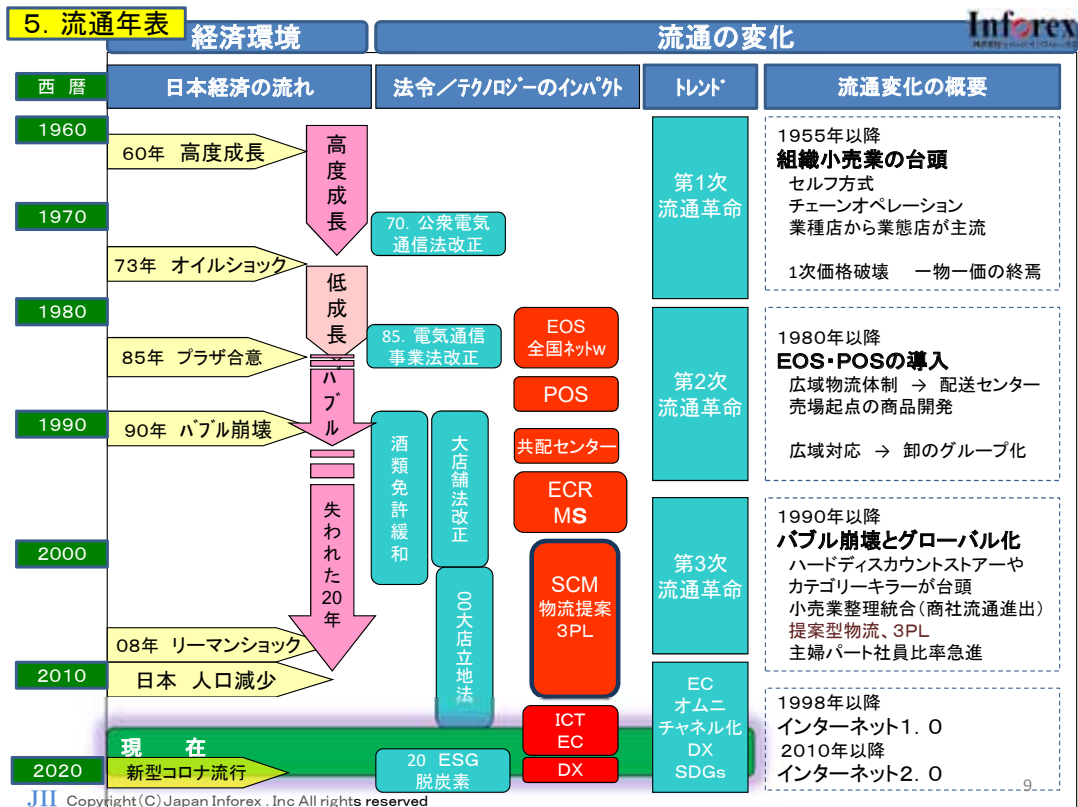 5．流通年表
経済環境
流通の変化
Inforex
西 暦
日本経済の流れ
法令／テクノロジーのインパクト
トレンド
流通変化の概要
1960
60年 高度成長
高度成長
1970
70．公衆電気
通信法改正
73年 オイルショック
低成長
1980
85．電気通信
事業法改正
EOS
全国ネットw
85年 プラザ合意
バブル
POS
1990
90年 バブル崩壊
酒類免許緩和
大店舗法改正
共配センター
ECR
MS
失われた20年
2000
00大店立地法
SCM
物流提案
3PL
08年 リーマンショック
2010
日本 人口減少
ICT
EC
現 在
2020
新型コロナ流行
20 ESG
脱炭素
DX
第1次
流通革命
第2次
流通革命
第3次
流通革命
EC
オムニ
チャネル化
DX
SDGs
1955年以降
組織小売業の台頭
セルフ方式
チェーンオペレーション
業種店から業態店が主流
1次価格破壊 一物一価の終焉
1980年以降
EOS・POSの導入
広域物流体制 → 配送センター
売場起点の商品開発
広域対応 → 卸のグループ化
1990年以降
バブル崩壊とグローバル化
ハードディスカウントストアーや
カテゴリーキラーが台頭
小売業整理統合（商社流通進出）
提案型物流、3PL
主婦パート社員比率急進
1998年以降
インターネット1．0
2010年以降
インターネット2．0
9
JII Copyright（C）Japan Inforex . Inc All rights reserved